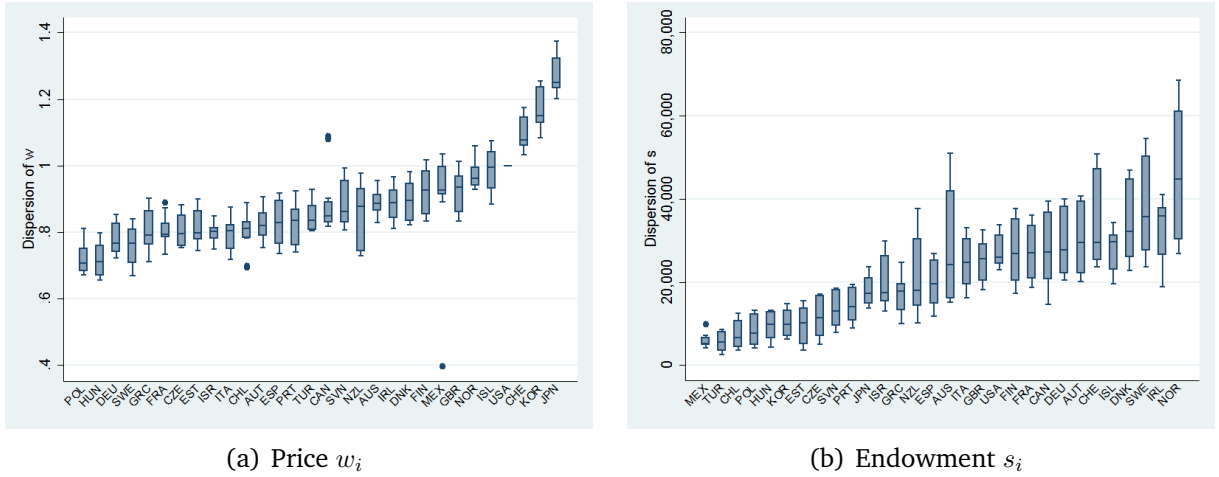 Dispersion of w
1.4
1.2
1
.8
.6
.4
POL HUN DEU SWE GRC FRA CZE EST ISR ITA CHL AUT ESP PRT TUR CAN SVN NZL AUS IRL DNK FIN MEX GBR NOR ISL USA CHE KOR JPN
(a) Price w_i
Dispersion of s
80,000
60,000
40,000
20,000
0
MEX TUR CHL POL HUN KOR EST CZE SVN PRT JPN ISR GRC NZL ESP AUS ITA GBR USA FIN FRA CAN DEU AUT CHE ISL DNK SWE IRL NOR
(b) Endowment s_i